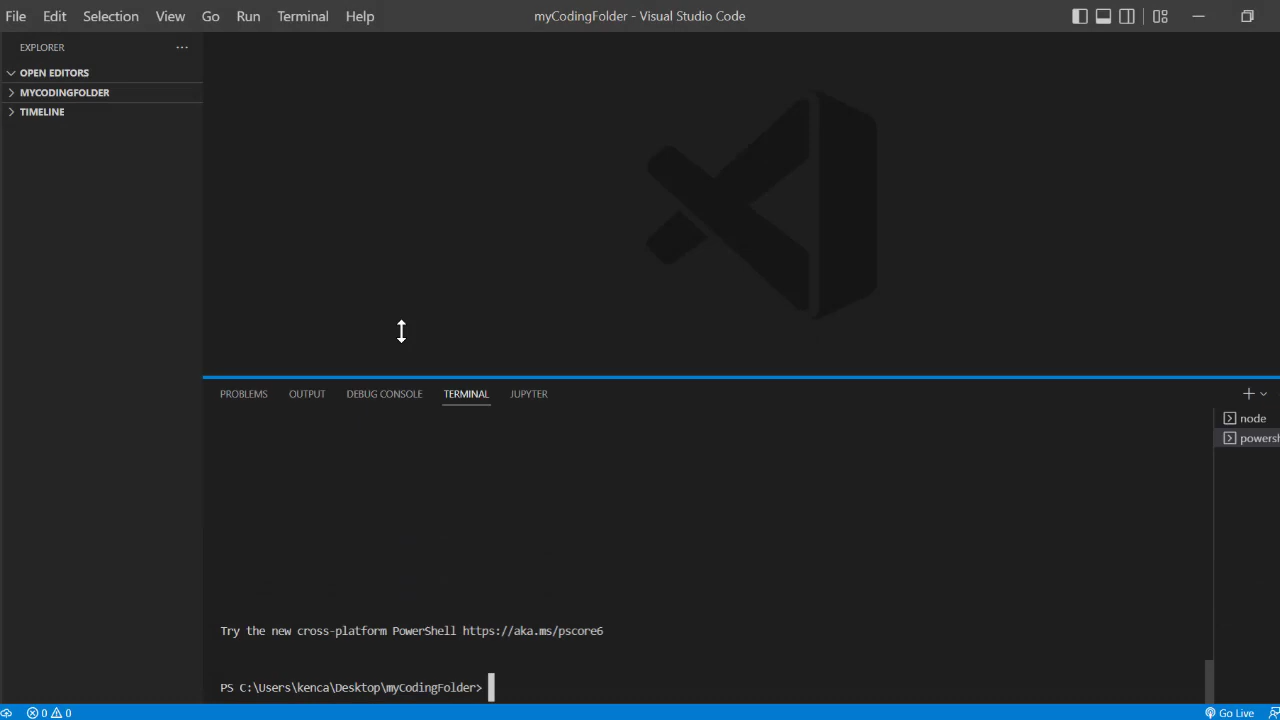 File Edit Selection View Go Run Terminal Help
myCodingFolder - Visual Studio Code
EXPLORER
OPEN EDITORS
MYCODINGFOLDER
TIMELINE
PROBLEMS OUTPUT DEBUG CONSOLE TERMINAL JUPYTER
node
powersh
Try the new cross-platform PowerShell https://aka.ms/pscore6
PS C:\Users\kenca\Desktop\myCodingFolder>
0 0
Go Live